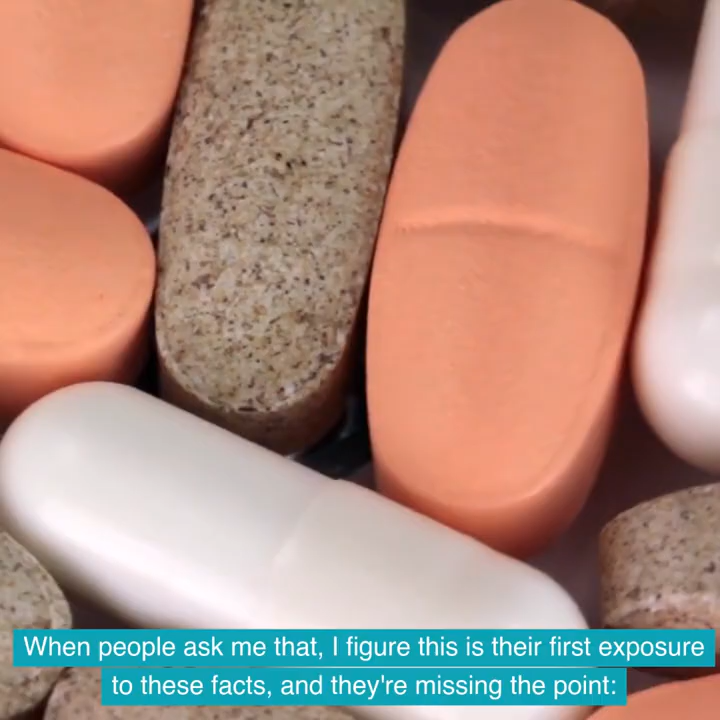 When people ask me that, I figure this is their first exposure
to these facts, and they're missing the point: